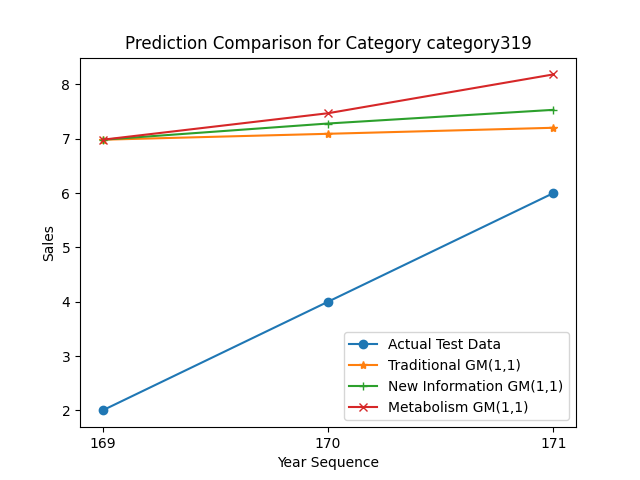 Prediction Comparison for Category category319
Sales
8
7
6
5
4
3
2
Actual Test Data
Traditional GM(1,1)
New Information GM(1,1)
Metabolism GM(1,1)
169 170 171
Year Sequence